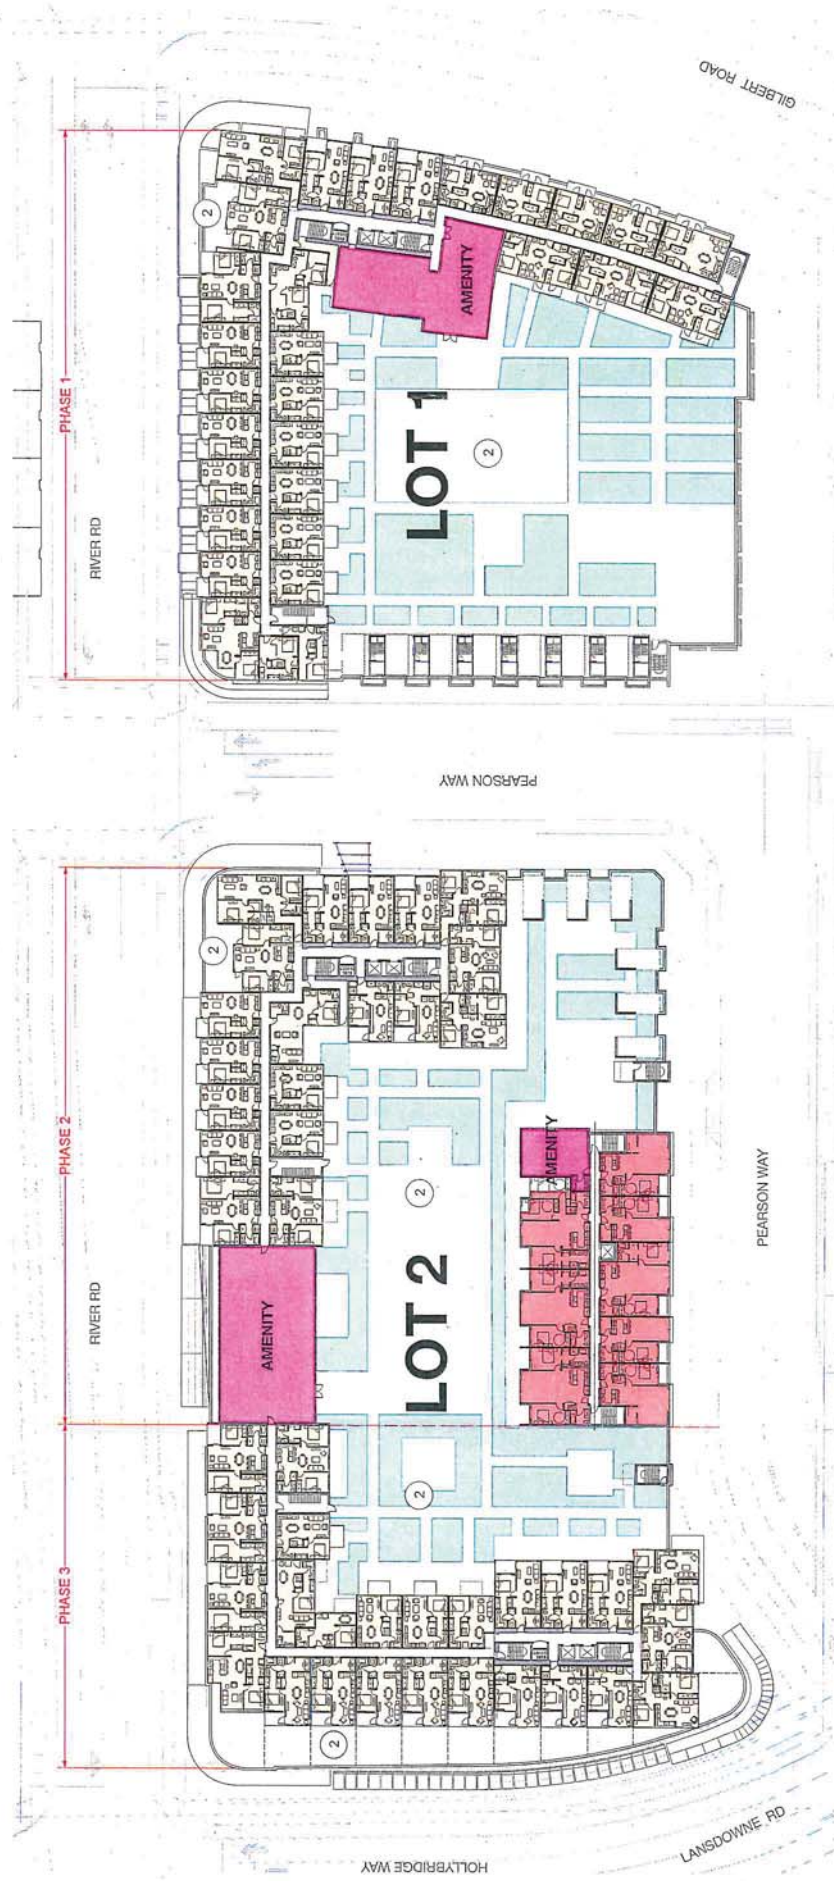 GILBERT ROAD
2
PHASE 1
RIVER RD
AMENITY
LOT 1
2
PEARSON WAY
2
PHASE 2
RIVER RD
AMENITY
LOT 2
2
AMENITY
PEARSON WAY
PHASE 3
2
2
HOLLYBRIDGE WAY
LANSDOWNE RD